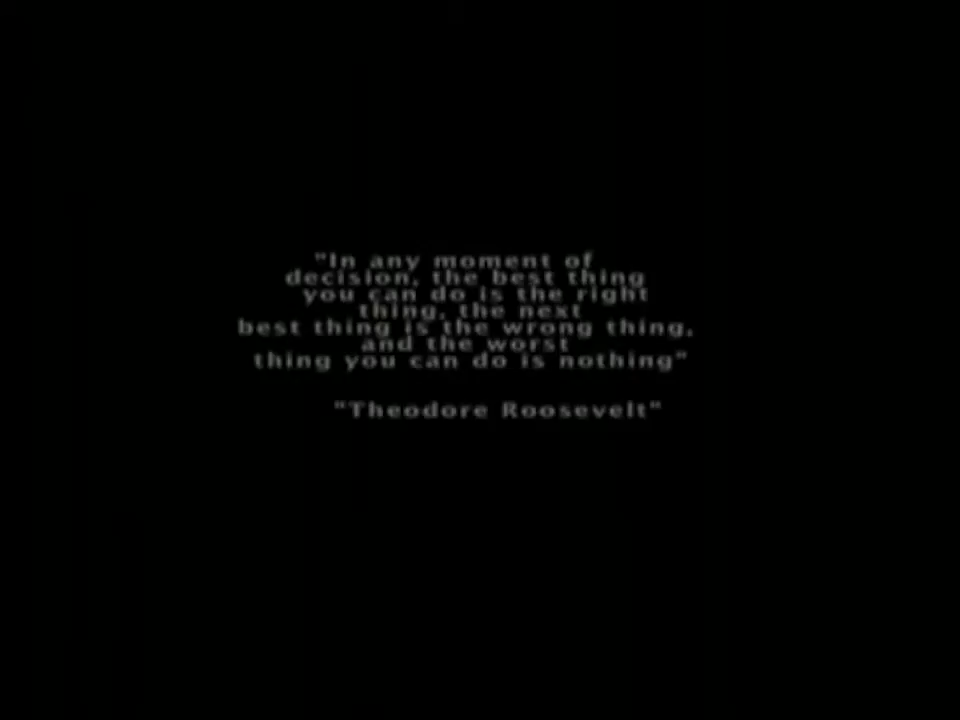 "In any moment of
decision, the best thing
you can do is the right
thing, the next
best thing is the wrong thing,
and the worst
thing you can do is nothing"
"Theodore Roosevelt"